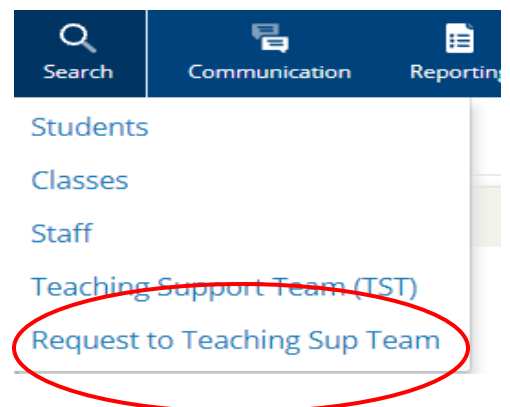 Search Communication Reporting
Students
Classes
Staff
Teaching Support Team (TST)
Request to Teaching Sup Team